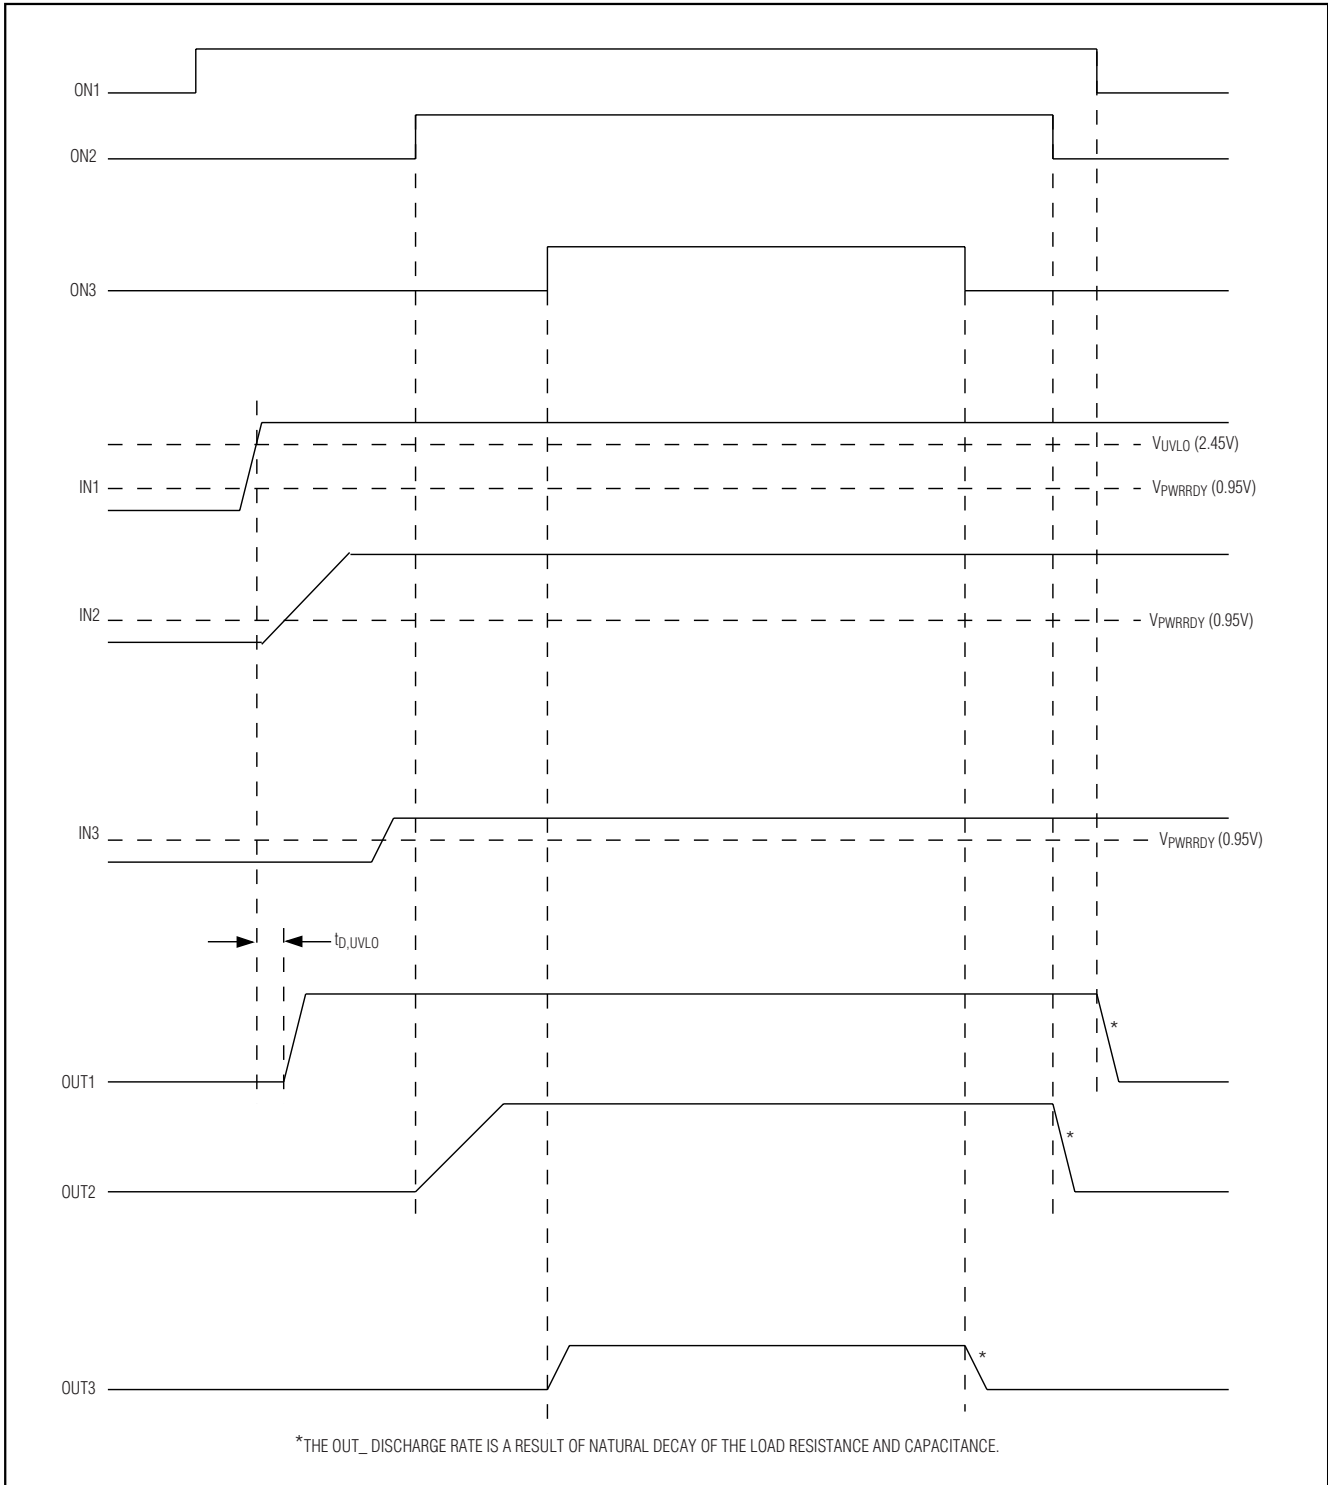 ON1
ON2
ON3
VUVLO (2.45V)
IN1
VPWRRDY (0.95V)
IN2
VPWRRDY (0.95V)
IN3
VPWRRDY (0.95V)
tD,UVLO
*
OUT1
*
OUT2
*
OUT3
*THE OUT_ DISCHARGE RATE IS A RESULT OF NATURAL DECAY OF THE LOAD RESISTANCE AND CAPACITANCE.